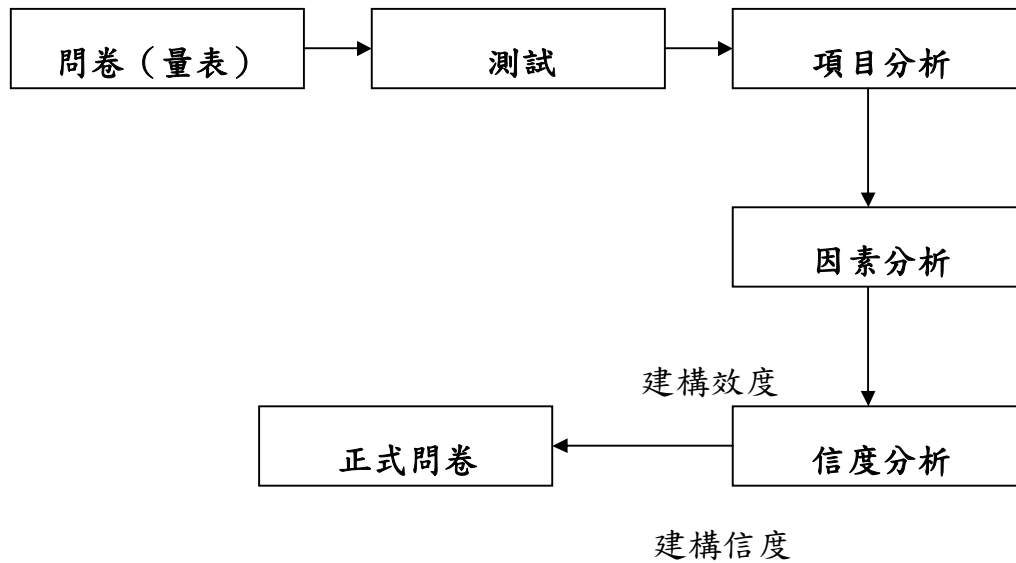 問卷（量表）
測試
項目分析
因素分析
建構效度
正式問卷
信度分析
建構信度